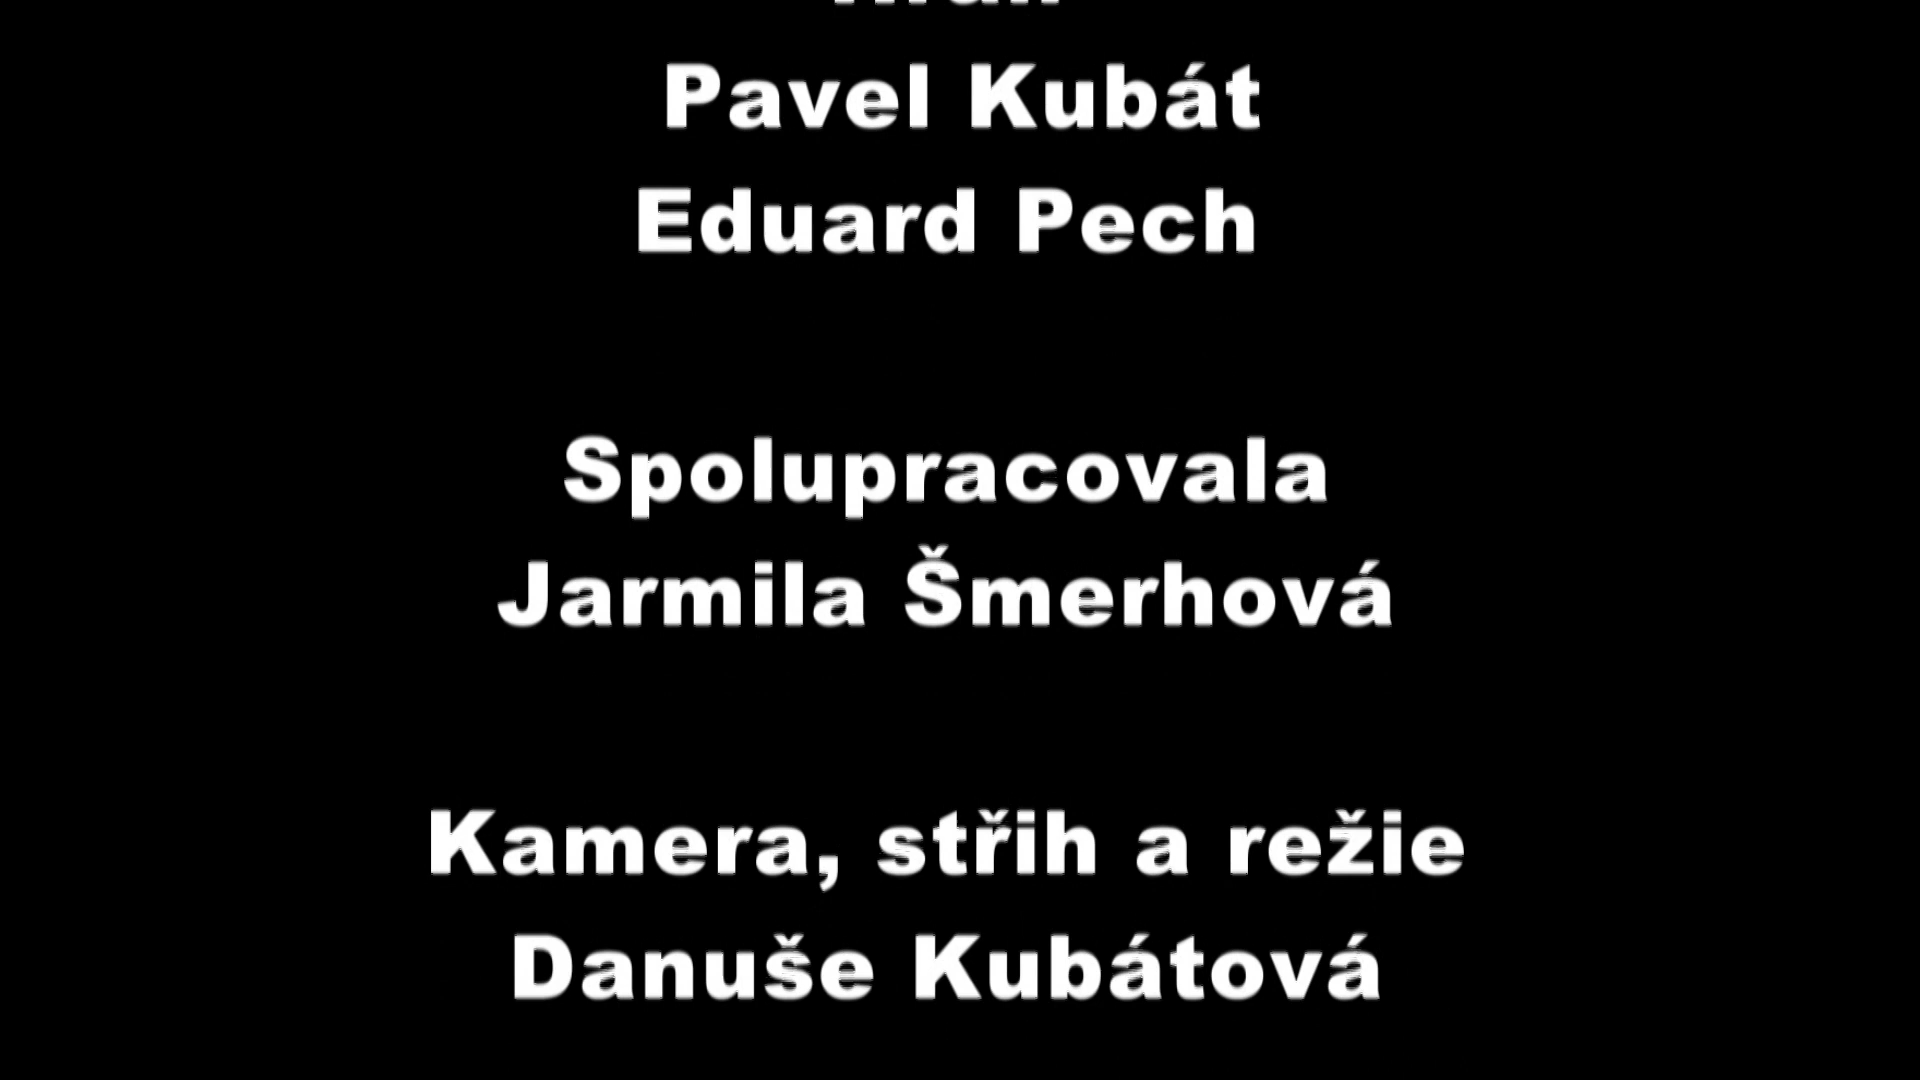 Pavel Kubát
Eduard Pech
Spolupracovala
Jarmila Šmerhová
Kamera, střih a režie
Danuše Kubátová